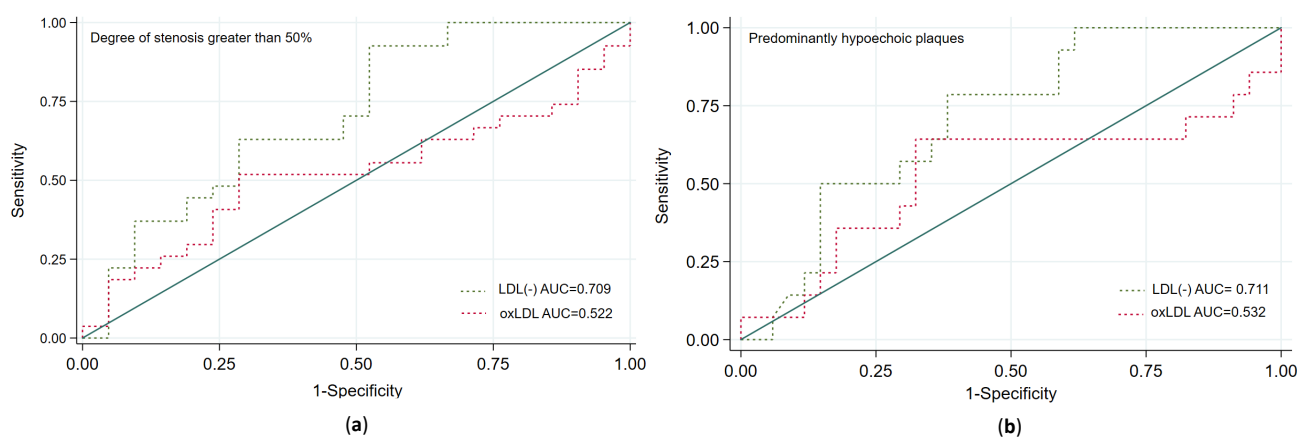 Degree of stenosis greater than 50%
Sensitivity
1.00
0.75
0.50
0.25
0.00
LDL(-) AUC=0.709
oxLDL AUC=0.522
0.00 0.25 0.50 0.75 1.00
1-Specificity
(a)
Predominantly hypoechoic plaques
Sensitivity
1.00
0.75
0.50
0.25
0.00
LDL(-) AUC= 0.711
oxLDL AUC=0.532
0.00 0.25 0.50 0.75 1.00
1-Specificity
(b)